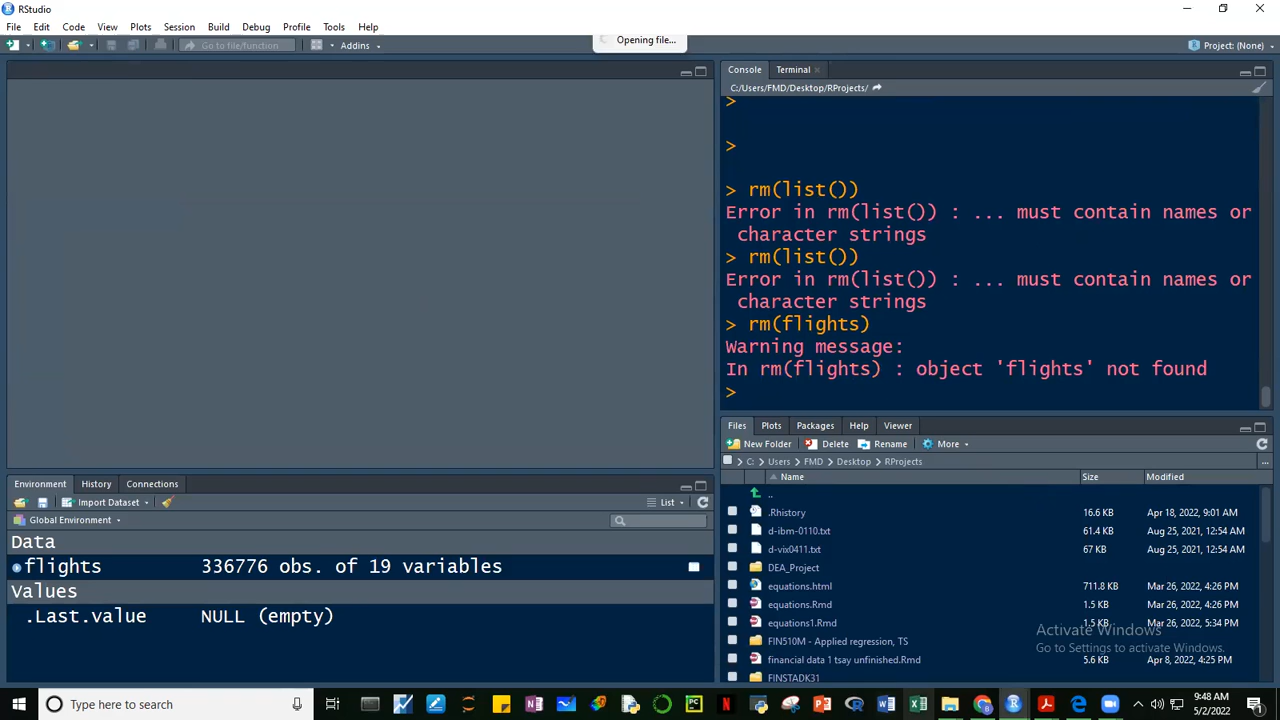 RStudio
File Edit Code View Plots Session Build Debug Profile Tools Help
Go to file/function Addins
Opening file...
Project: (None)
Console Terminal
C:/Users/FMD/Desktop/RProjects/
>
>
> rm(list())
Error in rm(list()) : ... must contain names or
character strings
> rm(list())
Error in rm(list()) : ... must contain names or
character strings
> rm(flights)
Warning message:
In rm(flights) : object 'flights' not found
>
Files Plots Packages Help Viewer
New Folder Delete Rename More
C: > Users > FMD > Desktop > RProjects ...
Name Size Modified
..
.Rhistory 16.6 KB Apr 18, 2022, 9:01 AM
d-ibm-0110.txt 61.4 KB Aug 25, 2021, 12:54 AM
d-vix0411.txt 67 KB Aug 25, 2021, 12:54 AM
DEA_Project
equations.html 711.8 KB Mar 26, 2022, 4:26 PM
equations.Rmd 1.5 KB Mar 26, 2022, 4:26 PM
equations1.Rmd 1.5 KB Mar 26, 2022, 5:34 PM
FIN510M - Applied regression, TS
financial data 1 tsay unfinished.Rmd 5.6 KB Apr 8, 2022, 4:25 PM
FINSTADK31
Activate Windows
Go to Settings to activate Windows.
Environment History Connections
Import Dataset List
Global Environment
Data
flights 336776 obs. of 19 variables
Values
.Last.value NULL (empty)
Type here to search
9:48 AM
5/2/2022